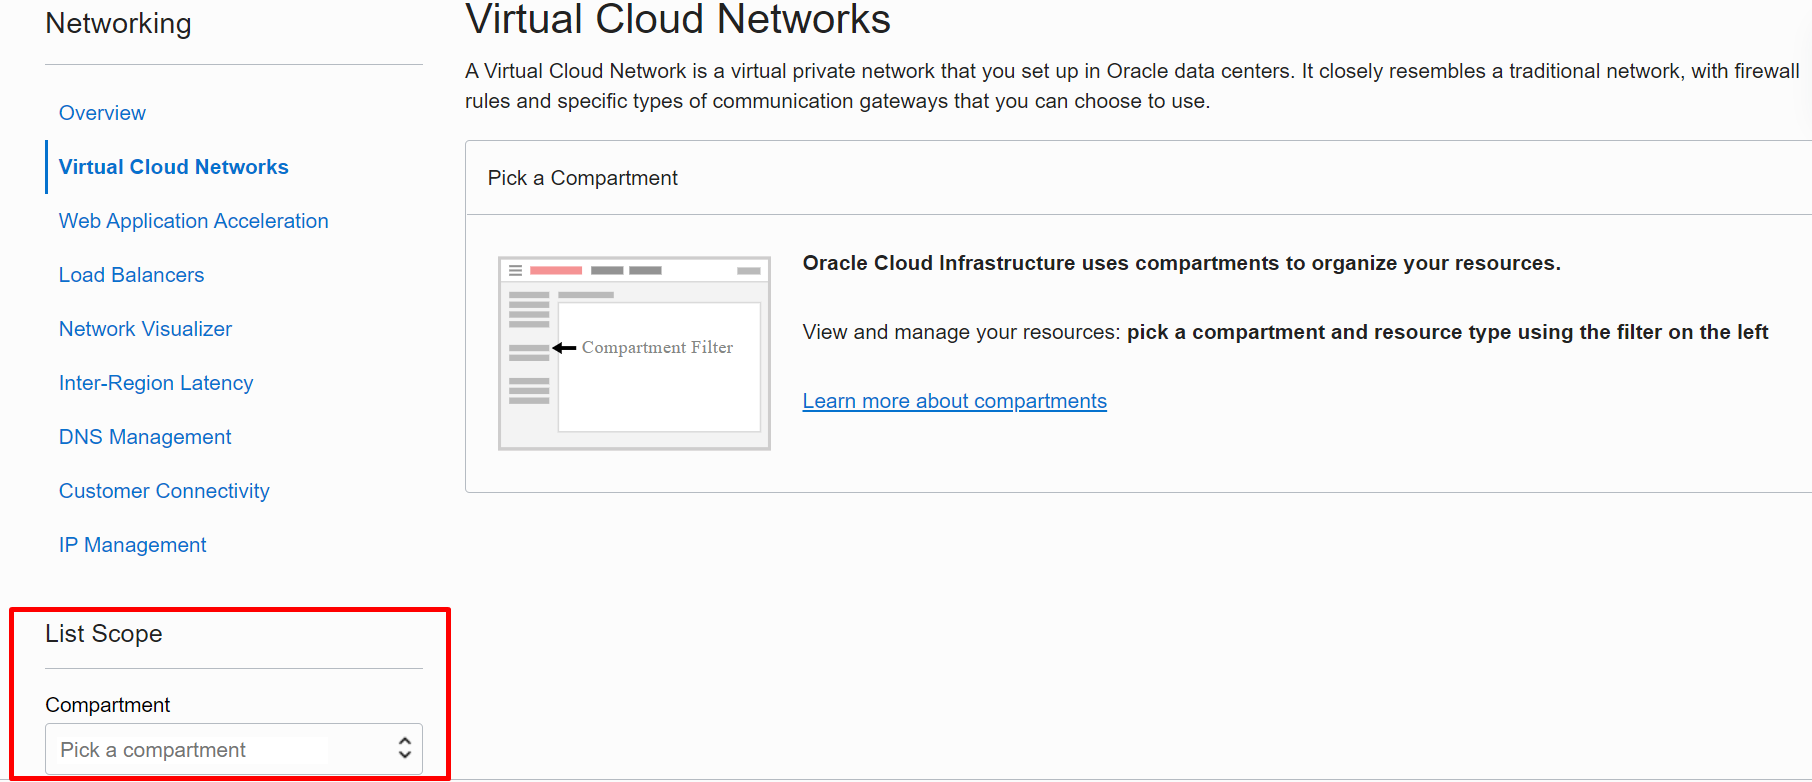 Networking
Overview
Virtual Cloud Networks
Web Application Acceleration
Load Balancers
Network Visualizer
Inter-Region Latency
DNS Management
Customer Connectivity
IP Management
List Scope
Compartment
Pick a compartment
Virtual Cloud Networks
A Virtual Cloud Network is a virtual private network that you set up in Oracle data centers. It closely resembles a traditional network, with firewall
rules and specific types of communication gateways that you can choose to use.
Pick a Compartment
Compartment Filter
Oracle Cloud Infrastructure uses compartments to organize your resources.
View and manage your resources: pick a compartment and resource type using the filter on the left
Learn more about compartments